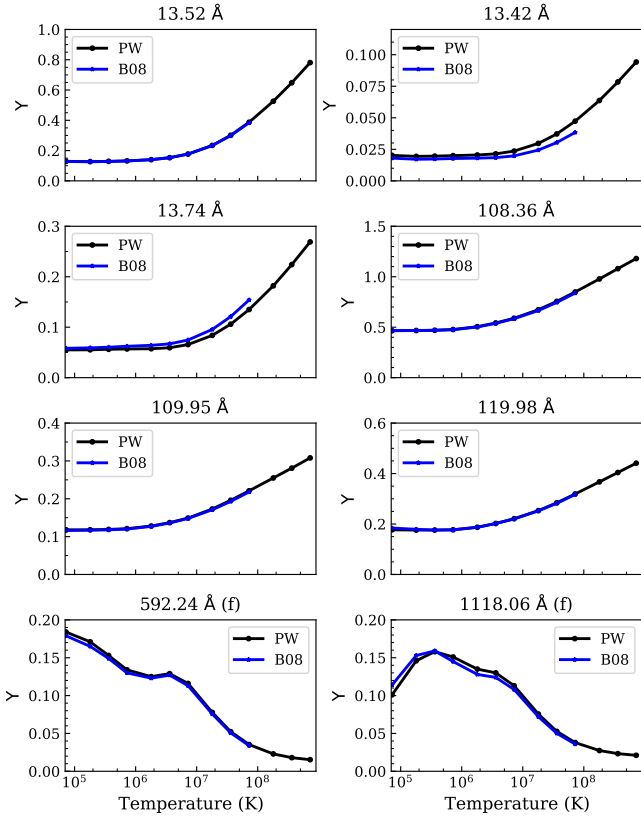 13.52 Å
13.42 Å
1.0
0.8
0.6
0.4
0.2
0.0
Y
PW
B08
0.100
0.075
0.050
0.025
0.000
Y
PW
B08
13.74 Å
108.36 Å
0.3
0.2
0.1
0.0
Y
PW
B08
1.5
1.0
0.5
0.0
Y
PW
B08
109.95 Å
119.98 Å
0.4
0.3
0.2
0.1
0.0
Y
PW
B08
0.6
0.4
0.2
0.0
Y
PW
B08
592.24 Å (f)
1118.06 Å (f)
0.20
0.15
0.10
0.05
0.00
Y
PW
B08
0.20
0.15
0.10
0.05
0.00
Y
PW
B08
10⁵ 10⁶ 10⁷ 10⁸
10⁵ 10⁶ 10⁷ 10⁸
Temperature (K)
Temperature (K)